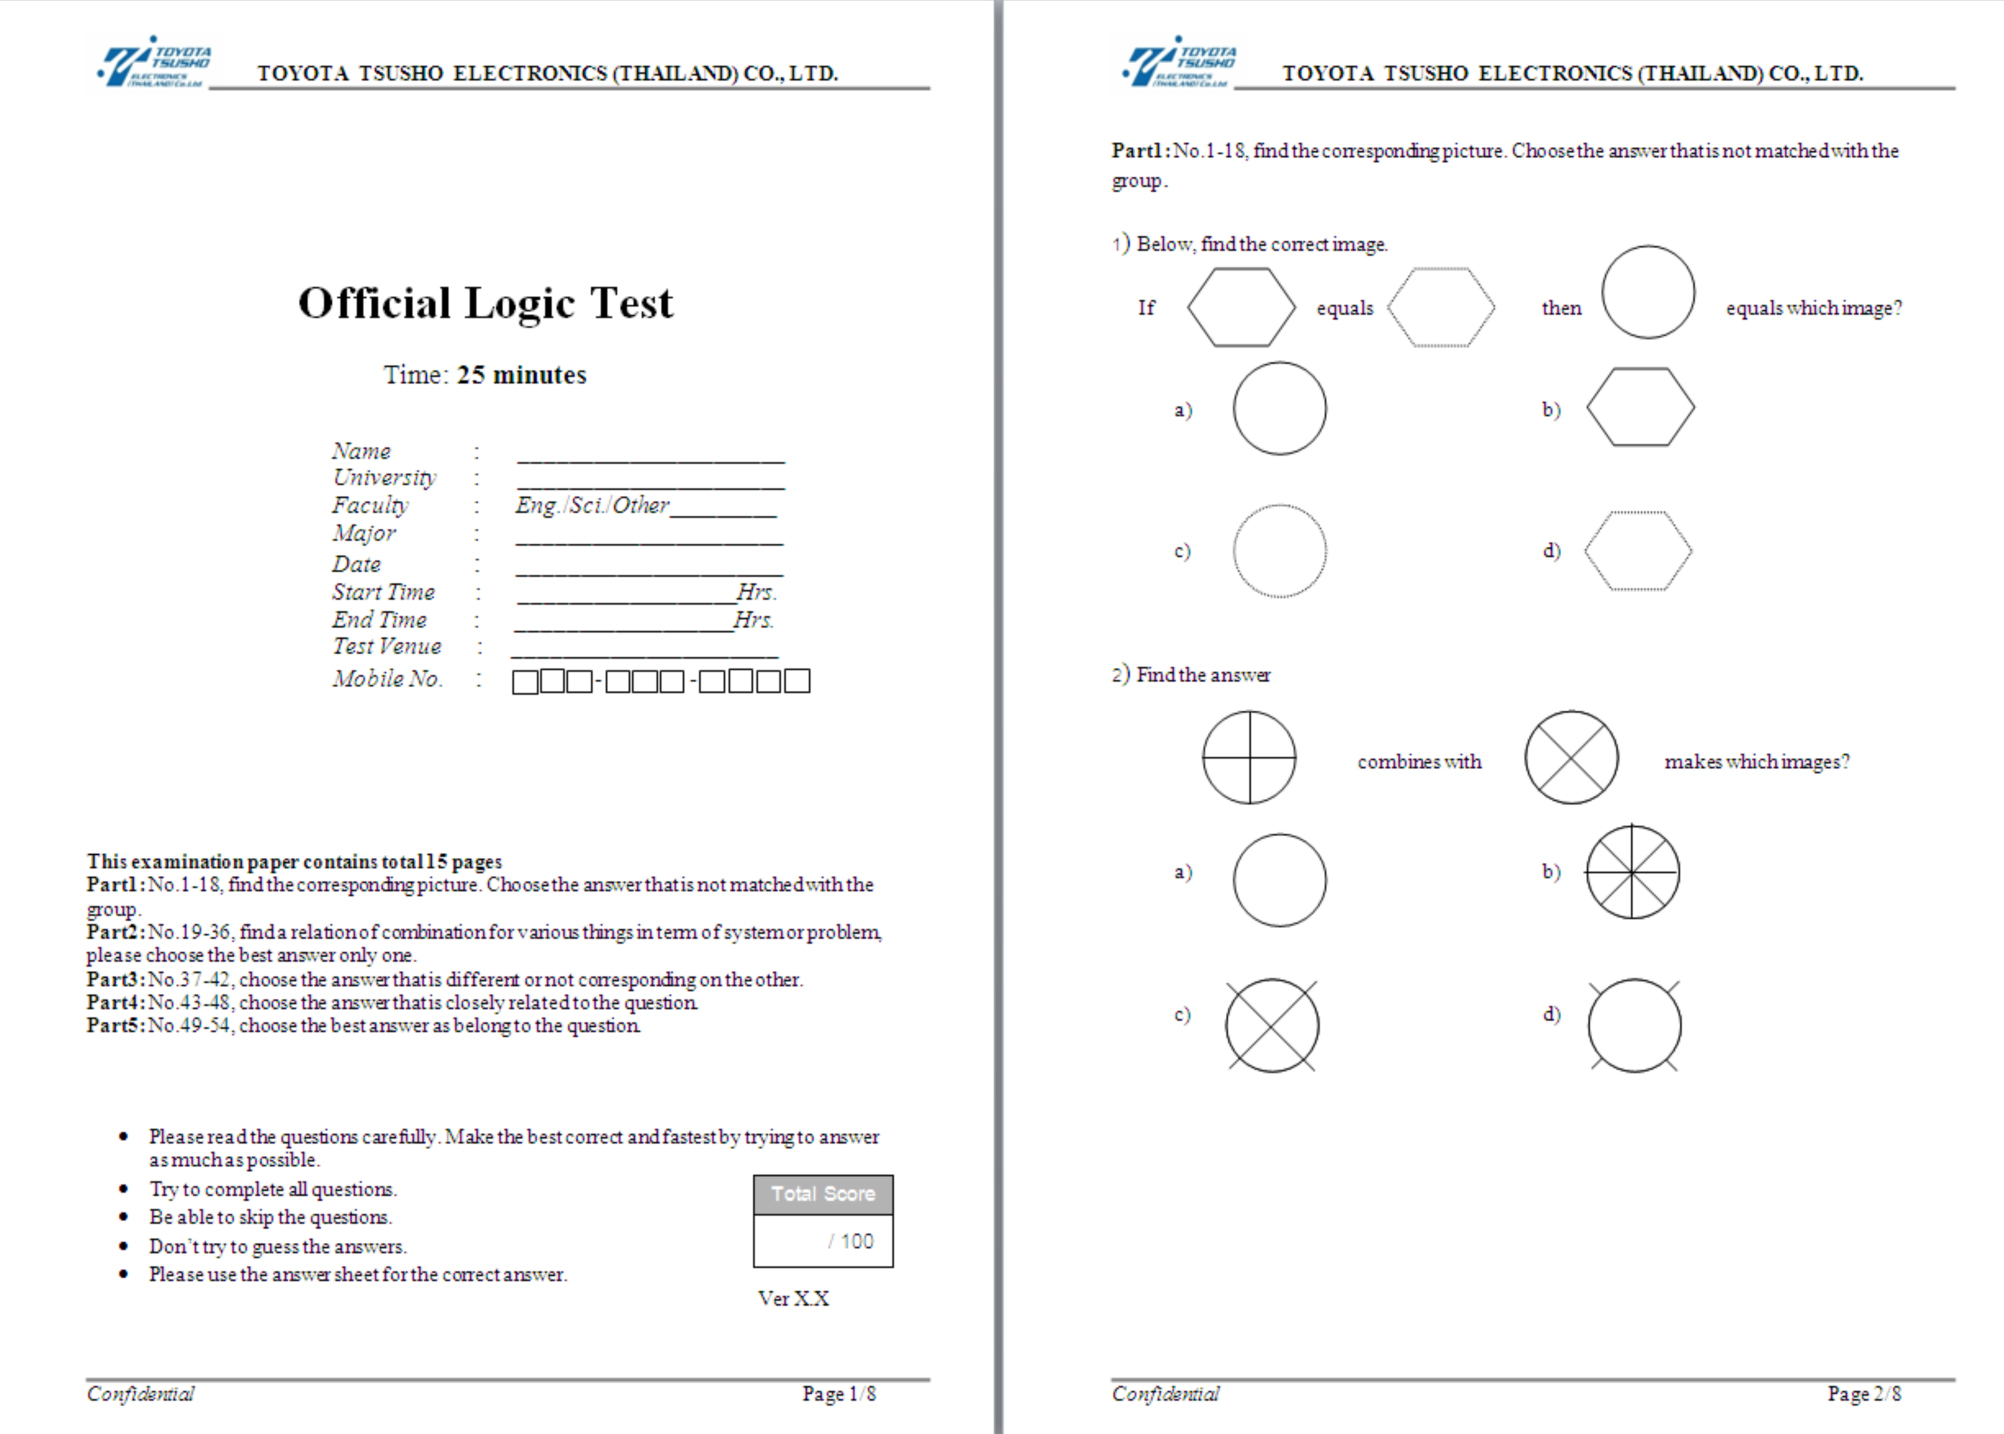 TOYOTA
TSUSHO
ELECTRONICS
(THAILAND) Co.Ltd
TOYOTA TSUSHO ELECTRONICS (THAILAND) CO., LTD.
Official Logic Test
Time: 25 minutes
Name : 
University : 
Faculty : Eng./Sci./Other
Major : 
Date : 
Start Time : Hrs.
End Time : Hrs.
Test Venue : 
Mobile No. : - -
This examination paper contains total 15 pages
Part1: No.1-18, find the corresponding picture. Choose the answer that is not matched with the
group.
Part2: No.19-36, find a relation of combination for various things in term of system or problem,
please choose the best answer only one.
Part3: No.37-42, choose the answer that is different or not corresponding on the other.
Part4: No.43-48, choose the answer that is closely related to the question.
Part5: No.49-54, choose the best answer as belong to the question.
• Please read the questions carefully. Make the best correct and fastest by trying to answer
as much as possible.
• Try to complete all questions.
• Be able to skip the questions.
• Don't try to guess the answers.
• Please use the answer sheet for the correct answer.
Total Score
/ 100
Ver X.X
Confidential Page 1/8
TOYOTA
TSUSHO
ELECTRONICS
(THAILAND) Co.Ltd
TOYOTA TSUSHO ELECTRONICS (THAILAND) CO., LTD.
Part1: No.1-18, find the corresponding picture. Choose the answer that is not matched with the
group.
1) Below, find the correct image.
If equals then equals which image?
a) b)
c) d)
2) Find the answer
combines with makes which images?
a) b)
c) d)
Confidential Page 2/8